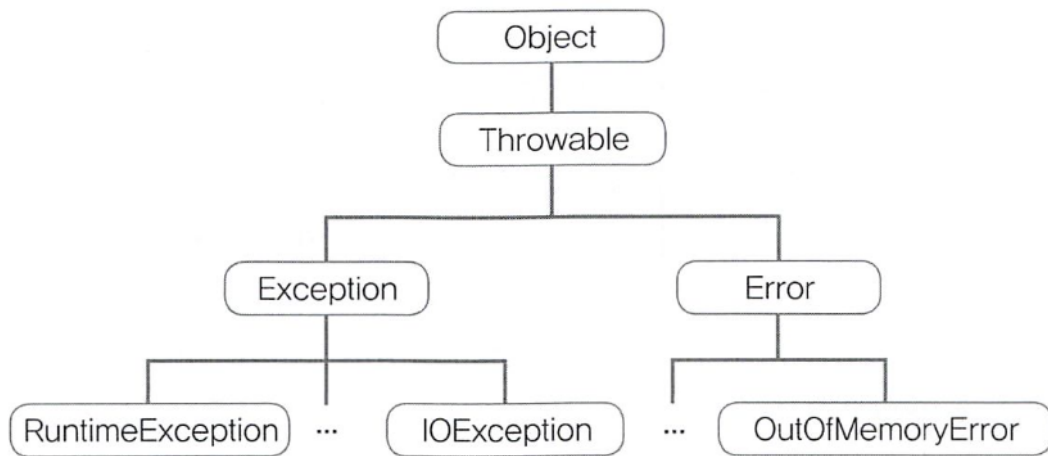 Object
Throwable
Exception
Error
RuntimeException
...
IOException
...
OutOfMemoryError